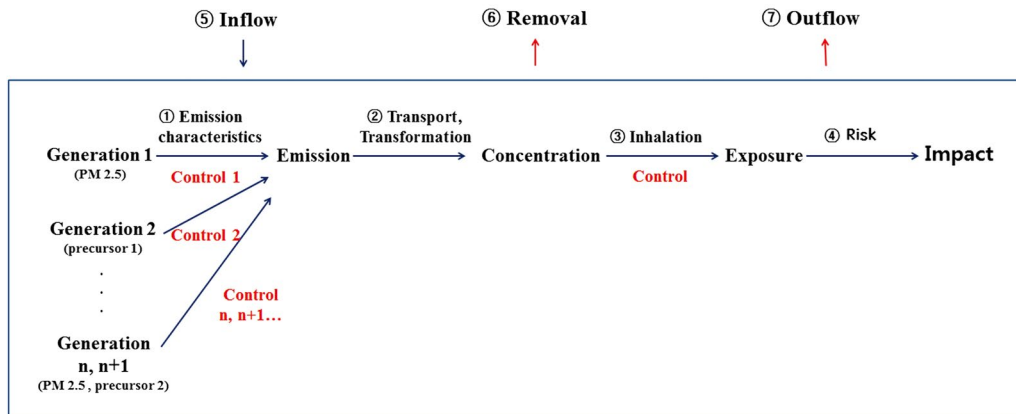 ⑤ Inflow
⑥ Removal
⑦ Outflow
① Emission
characteristics
② Transport,
Transformation
③ Inhalation
④ Risk
Generation 1
(PM 2.5)
Control 1
Emission
Concentration
Control
Exposure
Impact
Generation 2
(precursor 1)
Control 2
.
.
.
Control
n, n+1…
Generation
n, n+1
(PM 2.5 , precursor 2)